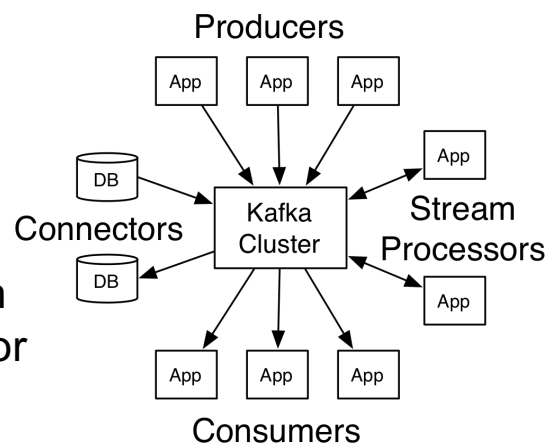 Producers
App
App
App
DB
App
Kafka
Cluster
Connectors
Stream
Processors
DB
App
App
App
App
Consumers